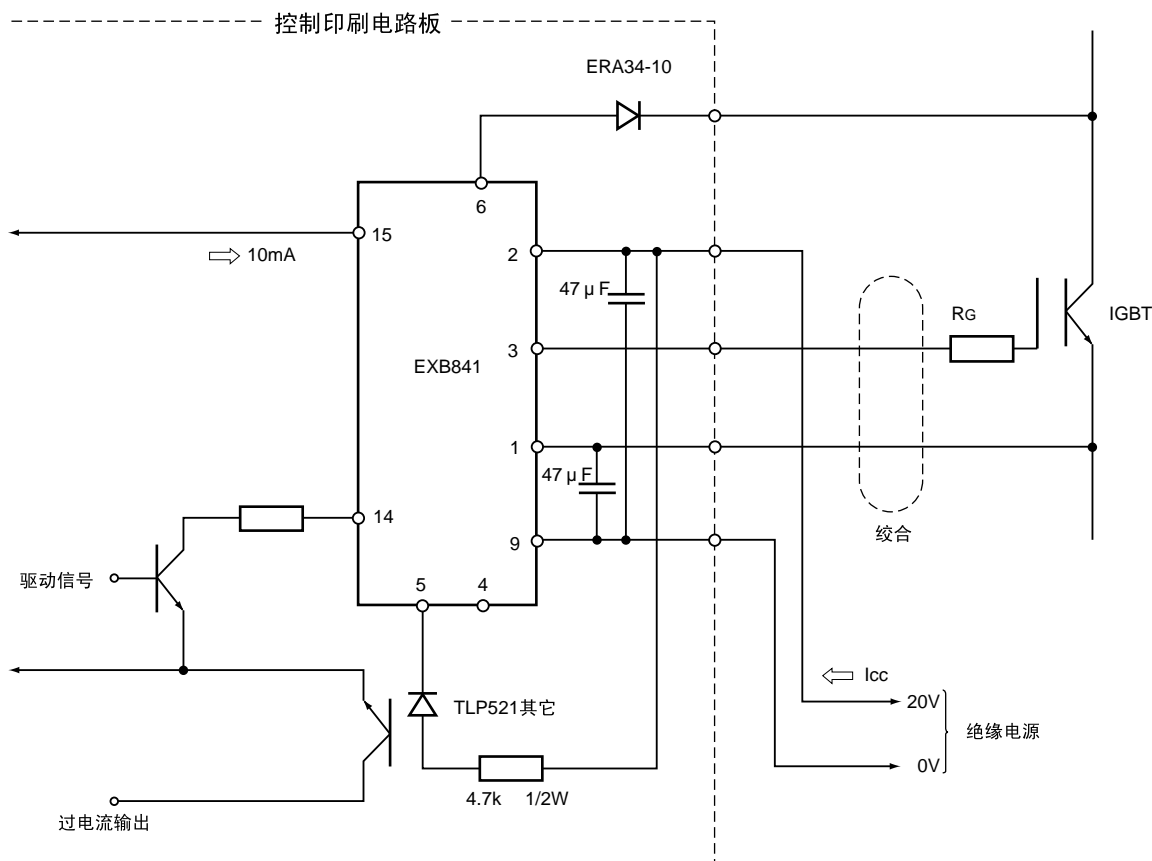 控制印刷电路板
ERA34-10
6
15
10mA
2
47 μ F
RG
IGBT
3
EXB841
1
47 μ F
14
绞合
9
驱动信号
5
4
Icc
TLP521其它
20V
绝缘电源
0V
4.7k 1/2W
过电流输出